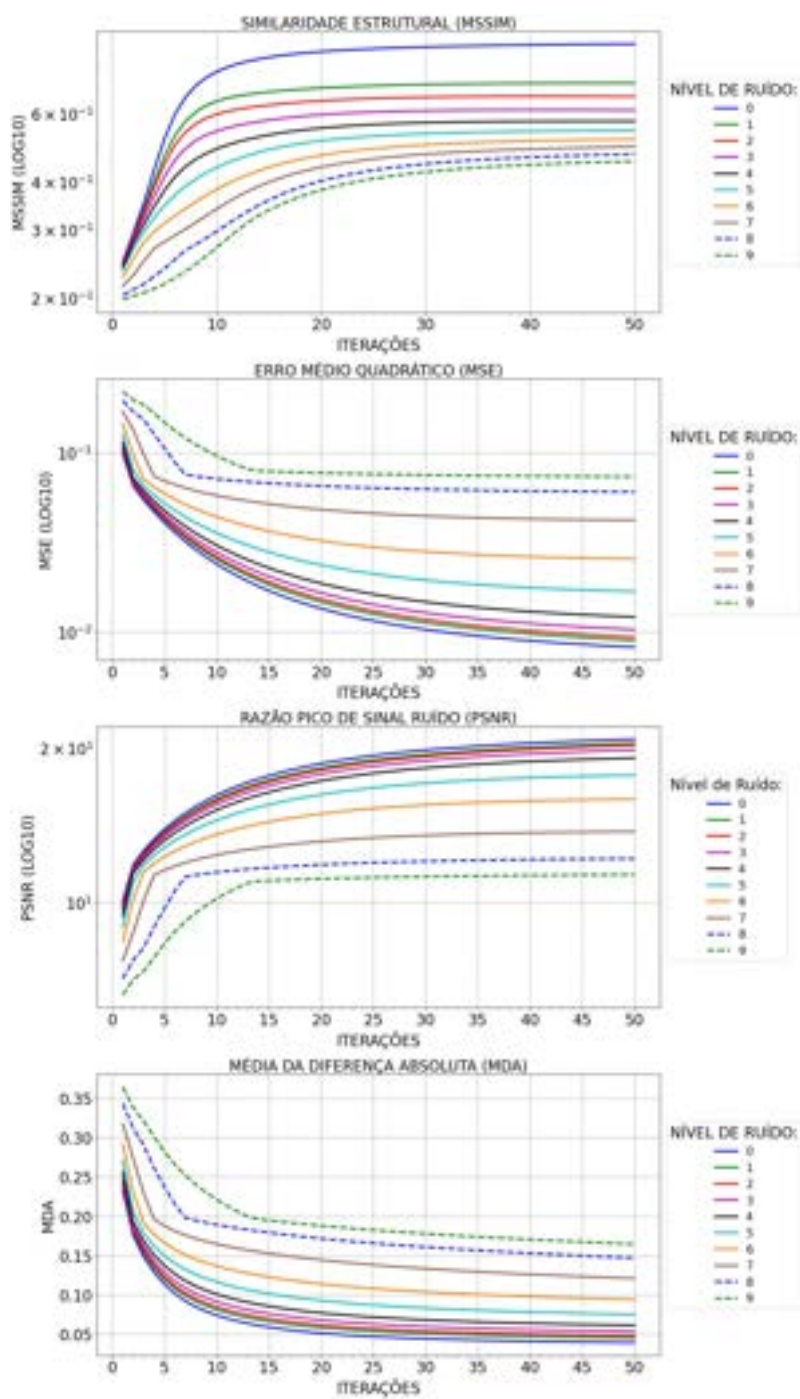 SIMILARIDADE ESTRUTURAL (MSSIM)
MSSIM (LOG10)
6 × 10⁻¹
4 × 10⁻¹
3 × 10⁻¹
2 × 10⁻¹
0 10 20 30 40 50
ITERAÇÕES
NÍVEL DE RUÍDO:
0
1
2
3
4
5
6
7
8
9
ERRO MÉDIO QUADRÁTICO (MSE)
MSE (LOG10)
10⁻¹
10⁻²
0 5 10 15 20 25 30 35 40 45 50
ITERAÇÕES
NÍVEL DE RUÍDO:
0
1
2
3
4
5
6
7
8
9
RAZÃO PICO DE SINAL RUÍDO (PSNR)
PSNR (LOG10)
2 × 10¹
10¹
0 5 10 15 20 25 30 35 40 45 50
ITERAÇÕES
Nível de Ruído:
0
1
2
3
4
5
6
7
8
9
MÉDIA DA DIFERENÇA ABSOLUTA (MDA)
MDA
0.35
0.30
0.25
0.20
0.15
0.10
0.05
0 5 10 15 20 25 30 35 40 45 50
ITERAÇÕES
NÍVEL DE RUÍDO:
0
1
2
3
4
5
6
7
8
9